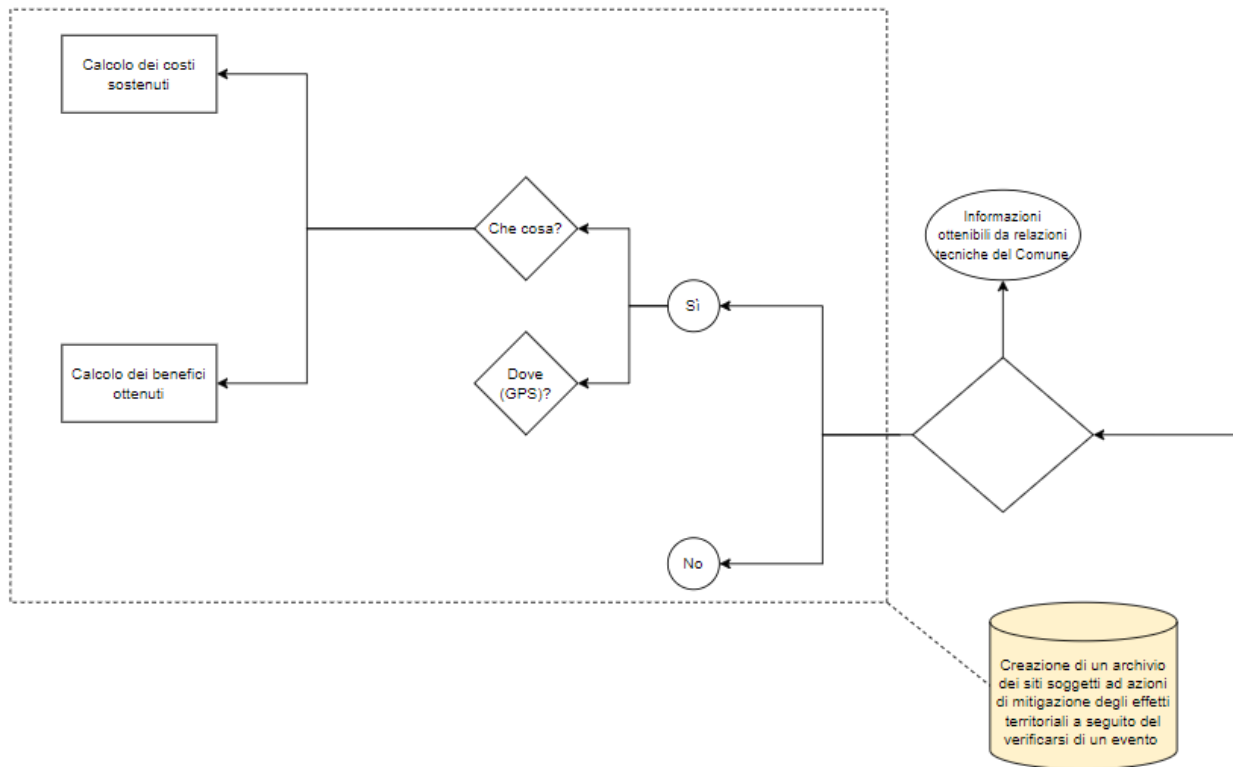 Calcolo dei costi
sostenuti
Che cosa?
Informazioni
ottenibili da relazioni
tecniche del Comune
Sì
Calcolo dei benefici
ottenuti
Dove
(GPS)?
No
Creazione di un archivio
dei siti soggetti ad azioni
di mitigazione degli effetti
territoriali a seguito del
verificarsi di un evento